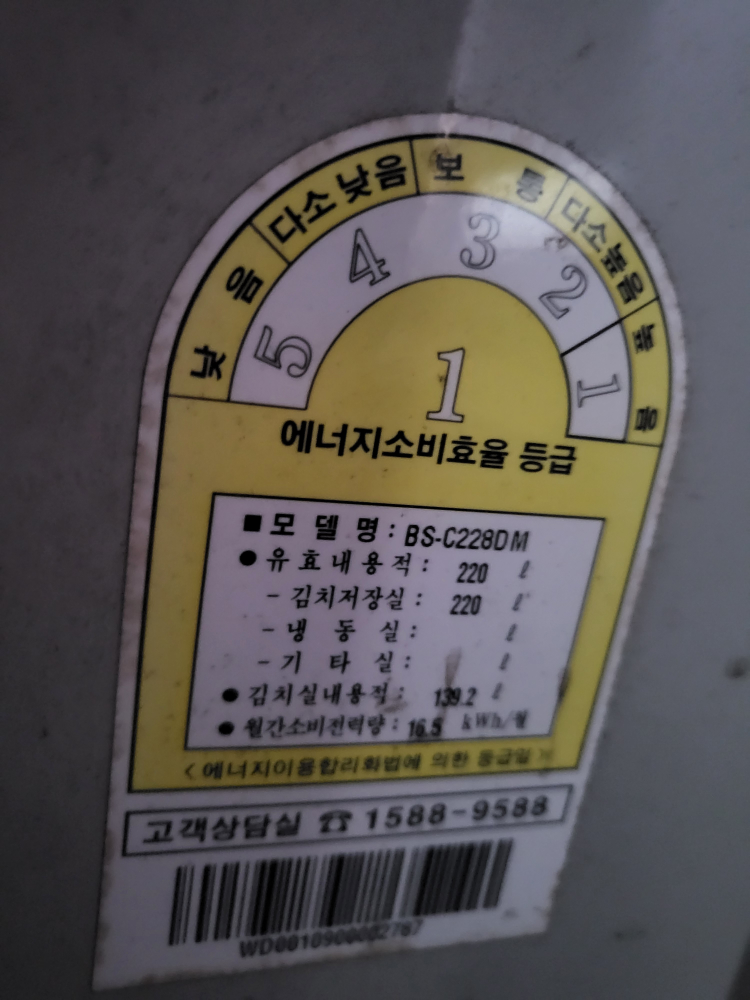 낮음 다소낮음 보통 다소높음 높음
5 4 3 2 1
1
에너지소비효율 등급
■ 모델명 : BS-C228DM
● 유효내용적 : 220 ℓ
- 김치저장실 : 220 ℓ
- 냉동실 : ℓ
- 기타실 : ℓ
● 김치실내용적 : 139.2 ℓ
● 월간소비전력량 : 16.5 kWh/월
< 에너지이용합리화법에 의한 등급임 >
고객상담실 ☎ 1588-9588